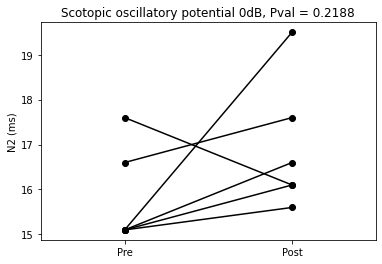 Scotopic oscillatory potential 0dB, Pval = 0.2188
N2 (ms)
19
18
17
16
15
Pre Post